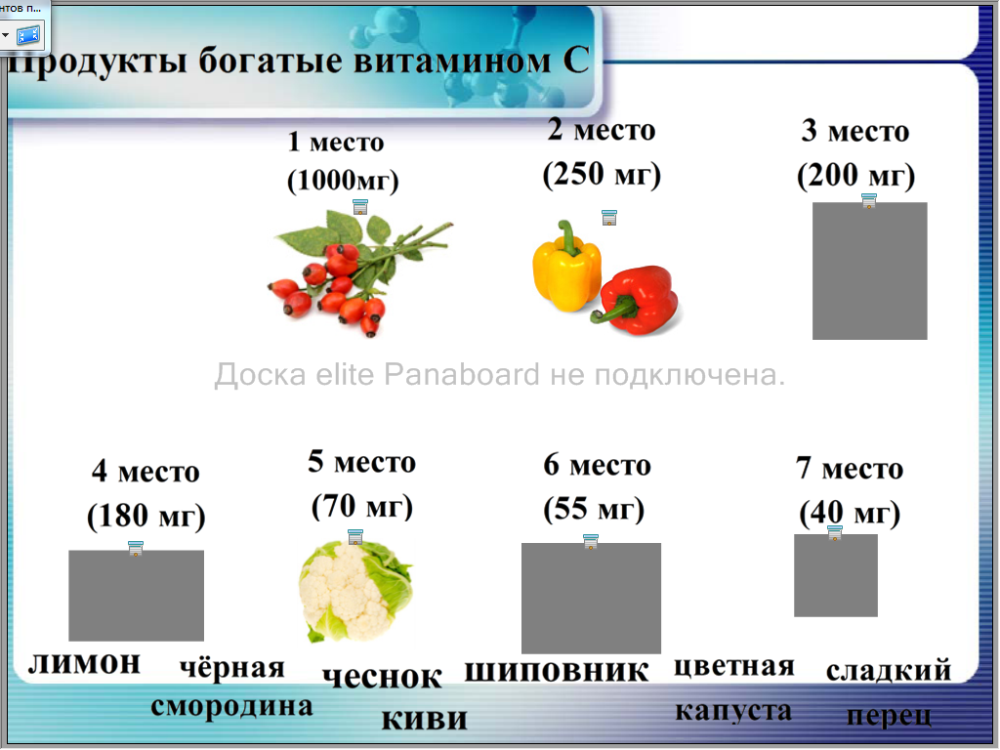 нтов п...
Продукты богатые витамином С
1 место
(1000мг)
2 место
(250 мг)
3 место
(200 мг)
Доска elite Panaboard не подключена.
4 место
(180 мг)
5 место
(70 мг)
6 место
(55 мг)
7 место
(40 мг)
лимон
чёрная
смородина
чеснок
киви
шиповник
цветная
капуста
сладкий
перец